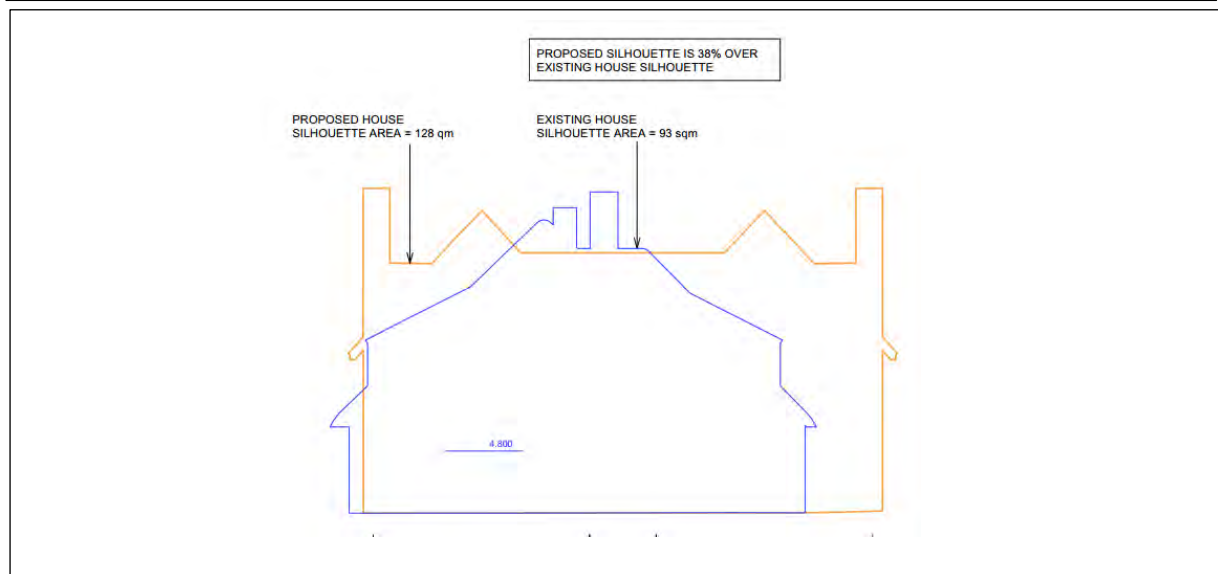 PROPOSED SILHOUETTE IS 38% OVER
EXISTING HOUSE SILHOUETTE
PROPOSED HOUSE
SILHOUETTE AREA = 128 qm
EXISTING HOUSE
SILHOUETTE AREA = 93 sqm
4.800